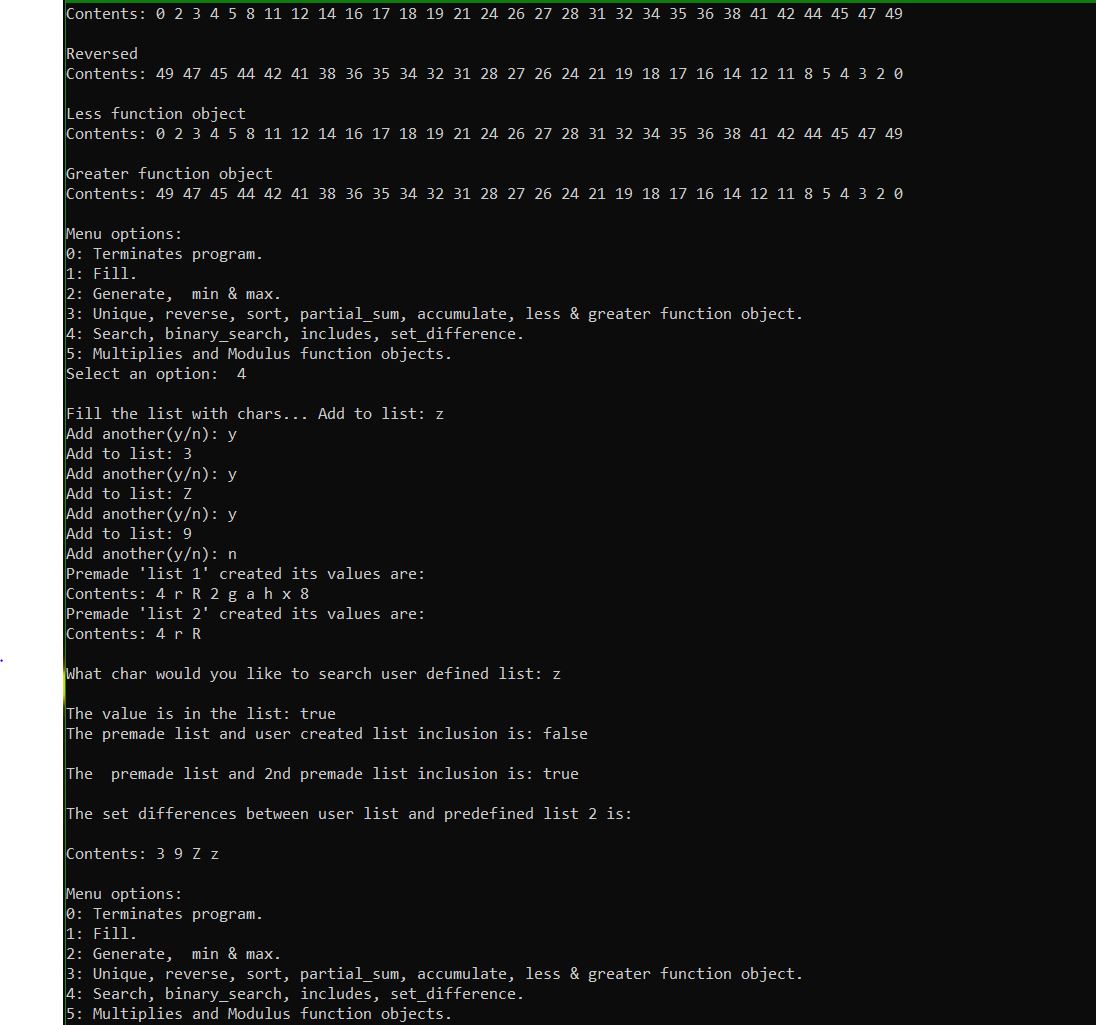 Contents: 0 2 3 4 5 8 11 12 14 16 17 18 19 21 24 26 27 28 31 32 34 35 36 38 41 42 44 45 47 49
Reversed
Contents: 49 47 45 44 42 41 38 36 35 34 32 31 28 27 26 24 21 19 18 17 16 14 12 11 8 5 4 3 2 0
Less function object
Contents: 0 2 3 4 5 8 11 12 14 16 17 18 19 21 24 26 27 28 31 32 34 35 36 38 41 42 44 45 47 49
Greater function object
Contents: 49 47 45 44 42 41 38 36 35 34 32 31 28 27 26 24 21 19 18 17 16 14 12 11 8 5 4 3 2 0
Menu options:
0: Terminates program.
1: Fill.
2: Generate,  min & max.
3: Unique, reverse, sort, partial_sum, accumulate, less & greater function object.
4: Search, binary_search, includes, set_difference.
5: Multiplies and Modulus function objects.
Select an option:  4
Fill the list with chars... Add to list: z
Add another(y/n): y
Add to list: 3
Add another(y/n): y
Add to list: Z
Add another(y/n): y
Add to list: 9
Add another(y/n): n
Premade 'list 1' created its values are:
Contents: 4 r R 2 g a h x 8
Premade 'list 2' created its values are:
Contents: 4 r R
What char would you like to search user defined list: z
The value is in the list: true
The premade list and user created list inclusion is: false
The  premade list and 2nd premade list inclusion is: true
The set differences between user list and predefined list 2 is:
Contents: 3 9 Z z
Menu options:
0: Terminates program.
1: Fill.
2: Generate,  min & max.
3: Unique, reverse, sort, partial_sum, accumulate, less & greater function object.
4: Search, binary_search, includes, set_difference.
5: Multiplies and Modulus function objects.